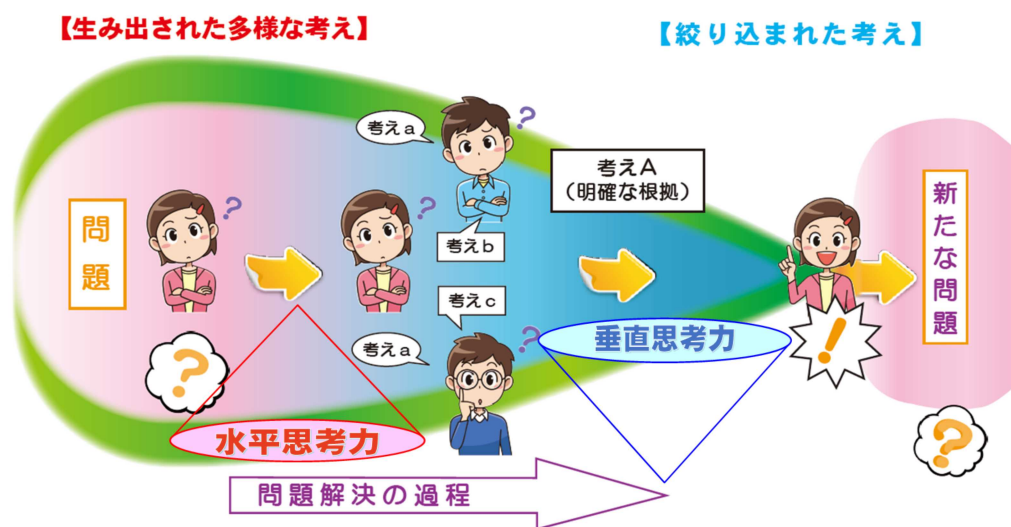 【生み出された多様な考え】
【絞り込まれた考え】
問題
?
?
考えa
?
考えb
考えc
考えa
?
考えA
（明確な根拠）
!
新たな問題
?
?
水平思考力
垂直思考力
問題解決の過程